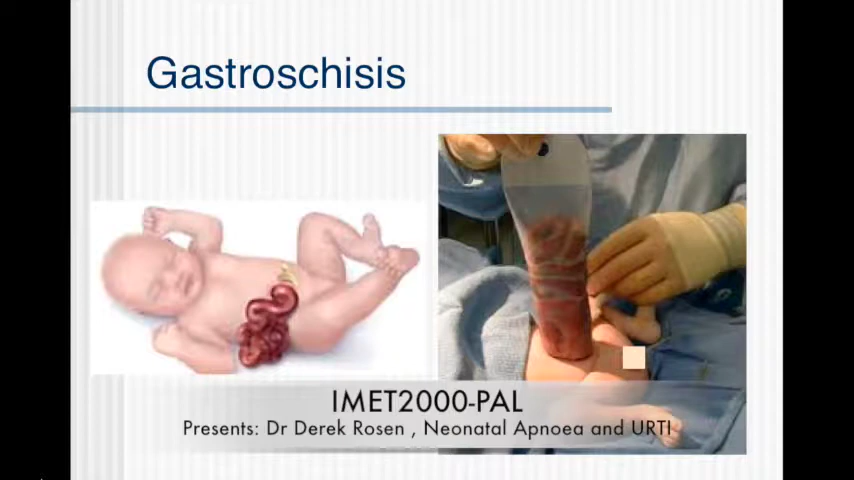 Gastroschisis
IMET2000-PAL
Presents: Dr Derek Rosen , Neonatal Apnoea and URTI